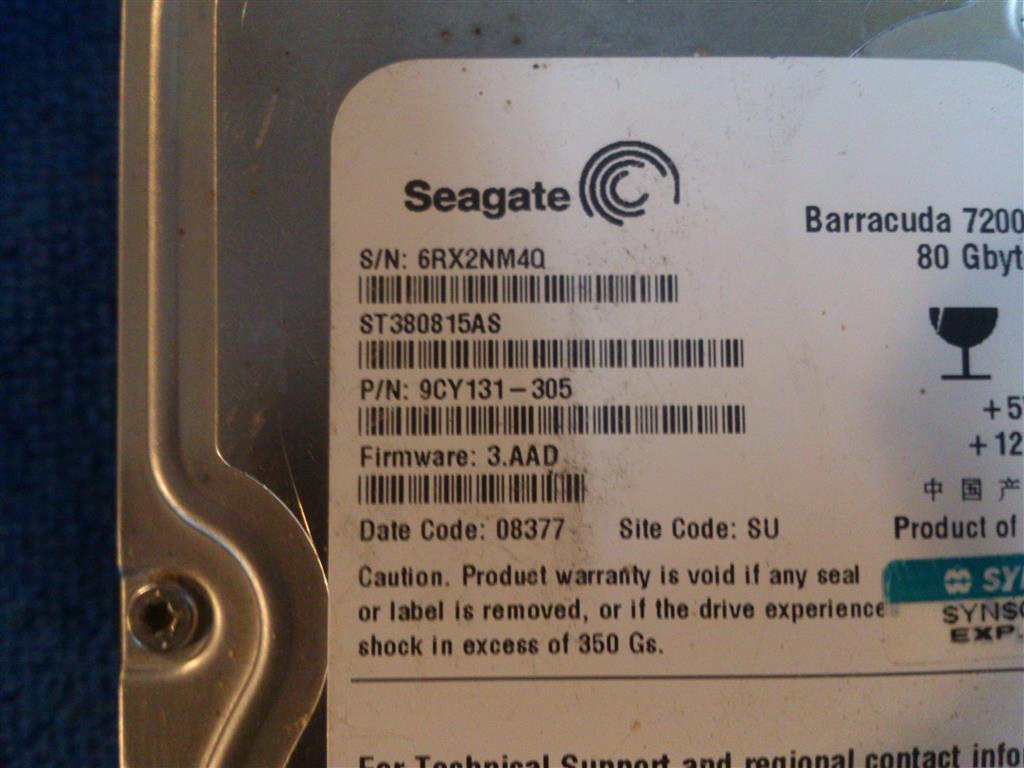 Seagate
Barracuda 7200
80 Gbyt
S/N: 6RX2NM4Q
ST380815AS
P/N: 9CY131-305
+5
+12
Firmware: 3.AAD
中国产
Date Code: 08377 Site Code: SU
Product of
Caution. Product warranty is void if any seal
or label is removed, or if the drive experience
shock in excess of 350 Gs.
SYN
SYNS
EXP.
For Technical Support and regional contact info